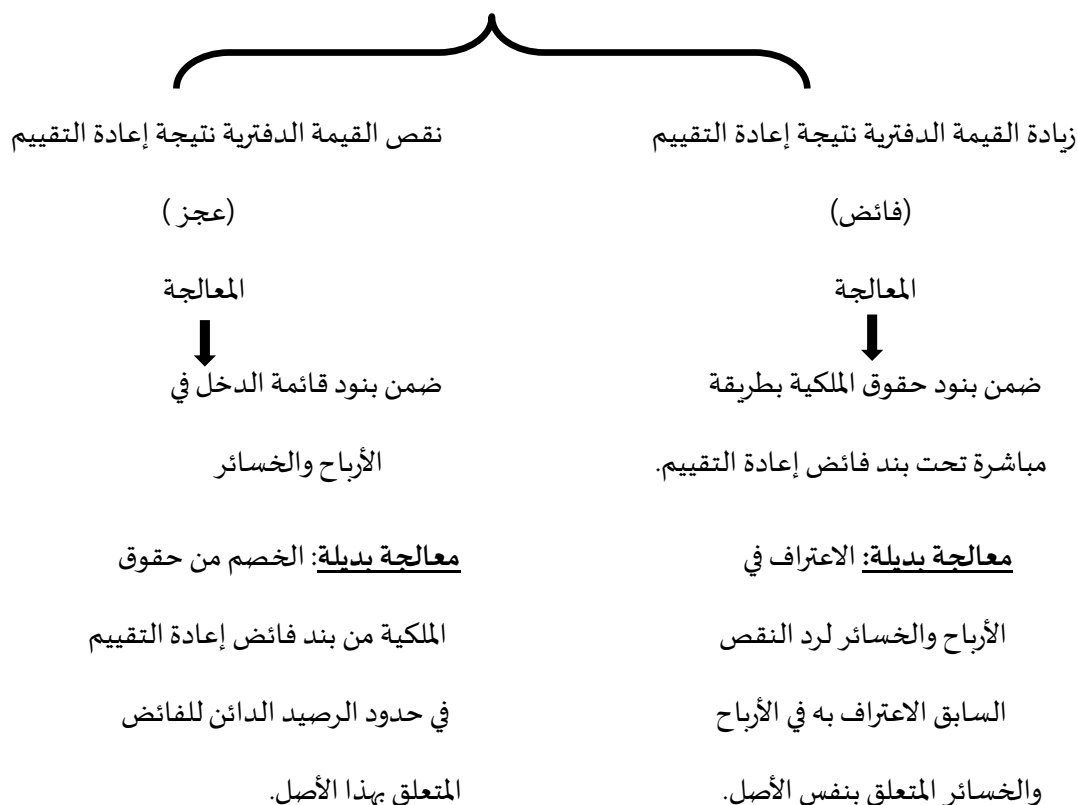 زيادة القيمة الدفترية نتيجة إعادة التقييم
(فائض)
المعالجة
ضمن بنود حقوق الملكية بطريقة
مباشرة تحت بند فائض إعادة التقييم.
معالجة بديلة: الاعتراف في
الأرباح والخسائر لرد النقص
السابق الاعتراف به في الأرباح
والخسائر المتعلق بنفس الأصل.
نقص القيمة الدفترية نتيجة إعادة التقييم
(عجز )
المعالجة
ضمن بنود قائمة الدخل في
الأرباح والخسائر
معالجة بديلة: الخصم من حقوق
الملكية من بند فائض إعادة التقييم
في حدود الرصيد الدائن للفائض
المتعلق بهذا الأصل.